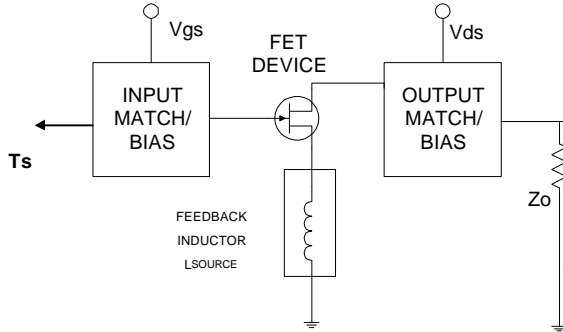 Vgs
FET
DEVICE
Vds
INPUT
MATCH/
BIAS
OUTPUT
MATCH/
BIAS
Ts
FEEDBACK
INDUCTOR
LSOURCE
Zo